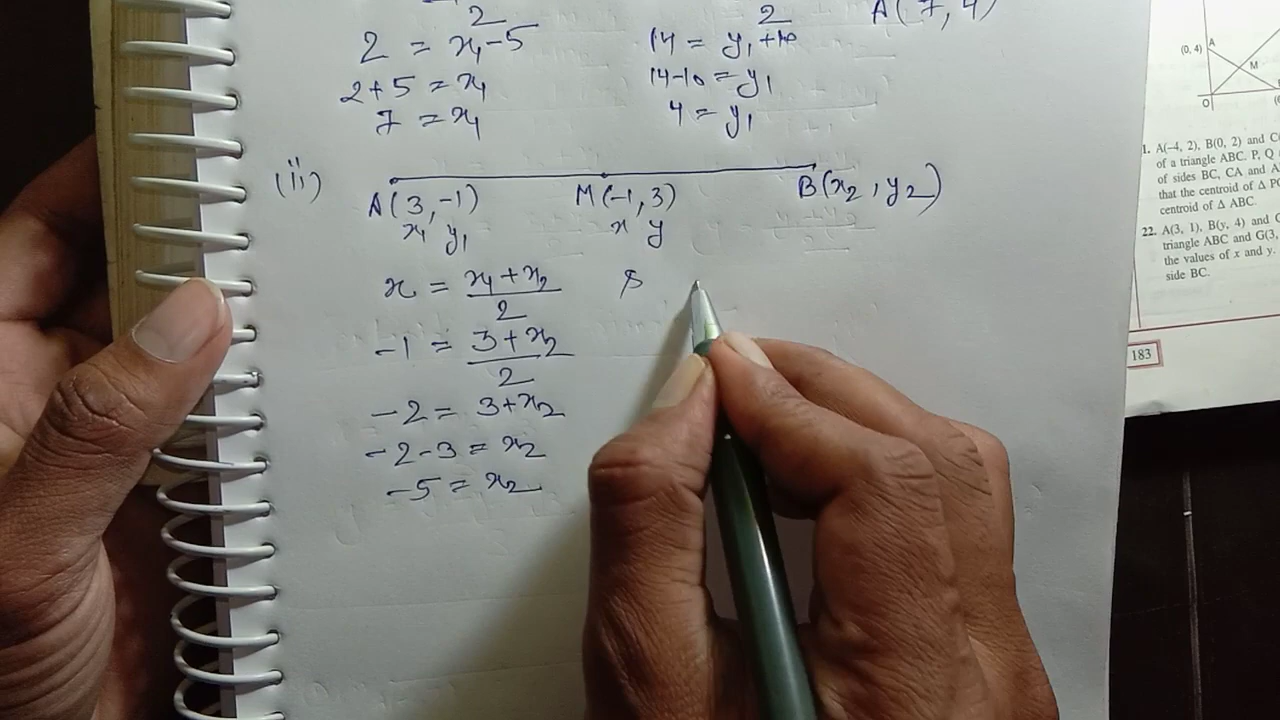 2 2 A(7,4)
2 = x₁-5 14 = y₁+10
2+5 = x₁ 14-10 = y₁
7 = x₁ 4 = y₁
(ii)
A(3,-1) M(-1,3) B(x₂,y₂)
x₁ y₁ x y
x = x₁+x₂ / 2 &
-1 = 3+x₂ / 2
-2 = 3+x₂
-2-3 = x₂
-5 = x₂
(0, 4) A
M
O
1. A(–4, 2), B(0, 2) and
of a triangle ABC. P, Q
of sides BC, CA and
that the centroid of Δ
centroid of Δ ABC.
22. A(3, 1), B(y, 4) and
triangle ABC and G(3,
the values of x and y.
side BC.
183